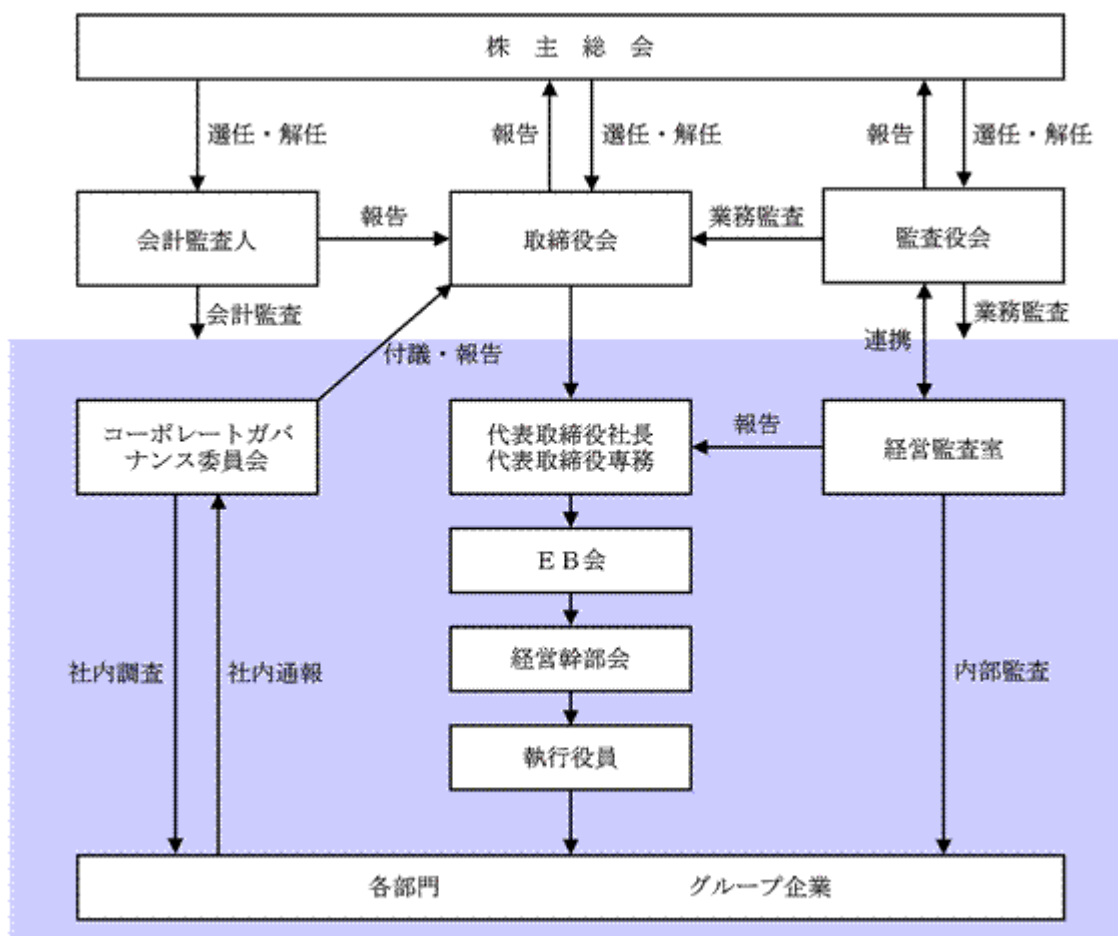 株主総会
選任・解任
報告
選任・解任
報告
選任・解任
会計監査人
報告
取締役会
業務監査
監査役会
会計監査
業務監査
付議・報告
連携
コーポレートガバ
ナンス委員会
代表取締役社長
代表取締役専務
報告
経営監査室
ＥＢ会
経営幹部会
社内調査
社内通報
内部監査
執行役員
各部門
グループ企業